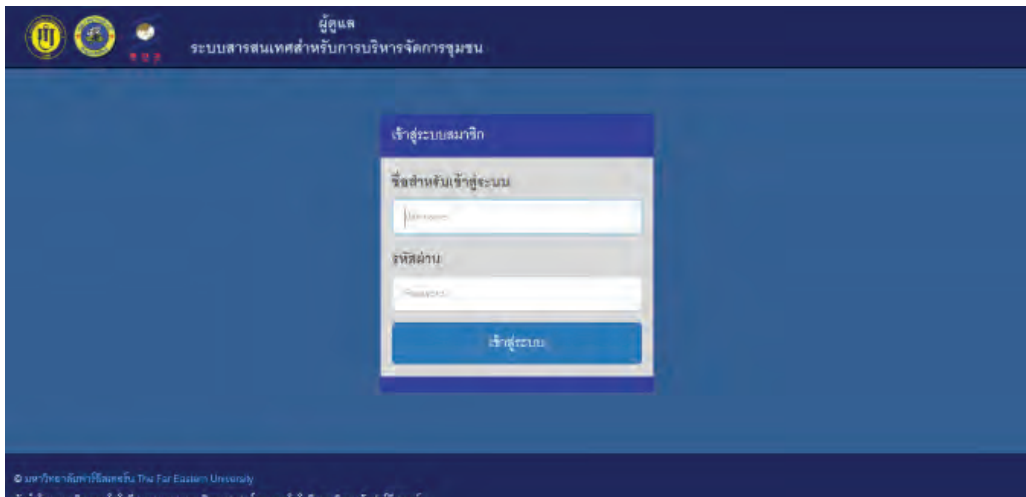 ผู้ดูแล
ระบบสารสนเทศสำหรับการบริหารจัดการชุมชน
เข้าสู่ระบบสมาชิก
ชื่อสำหรับเข้าสู่ระบบ
Username
รหัสผ่าน
Password
เข้าสู่ระบบ
© มหาวิทยาลัยฟาร์อีสเทอร์น The Far Eastern University